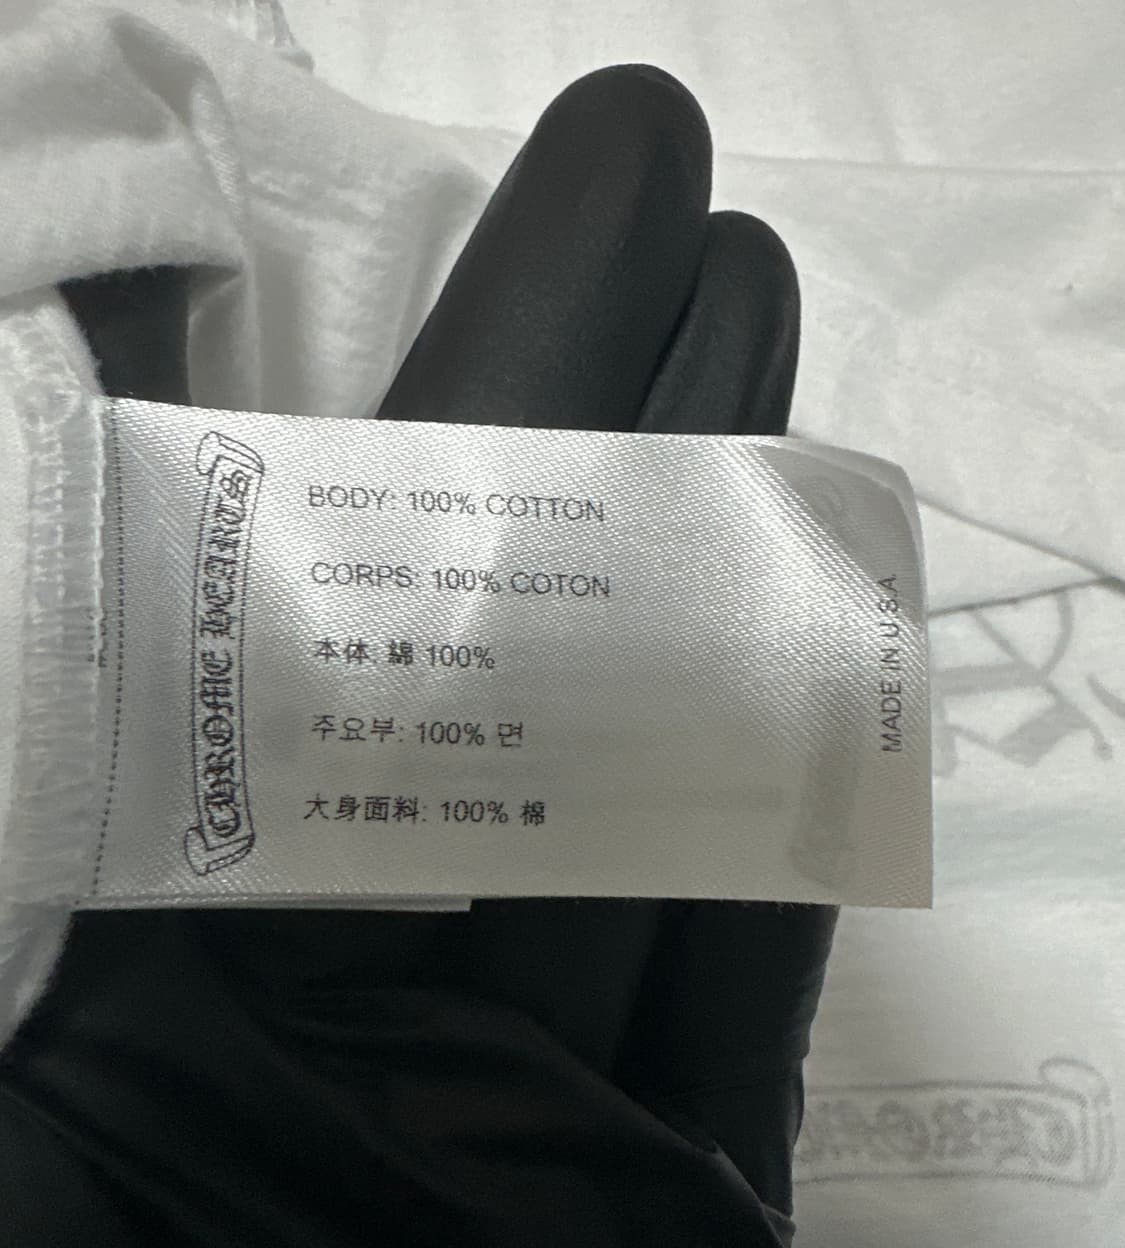 CHROME HEARTS
BODY: 100% COTTON
CORPS: 100% COTON
本体: 綿 100%
주요부: 100% 면
大身面料: 100% 棉
MADE IN U.S.A.